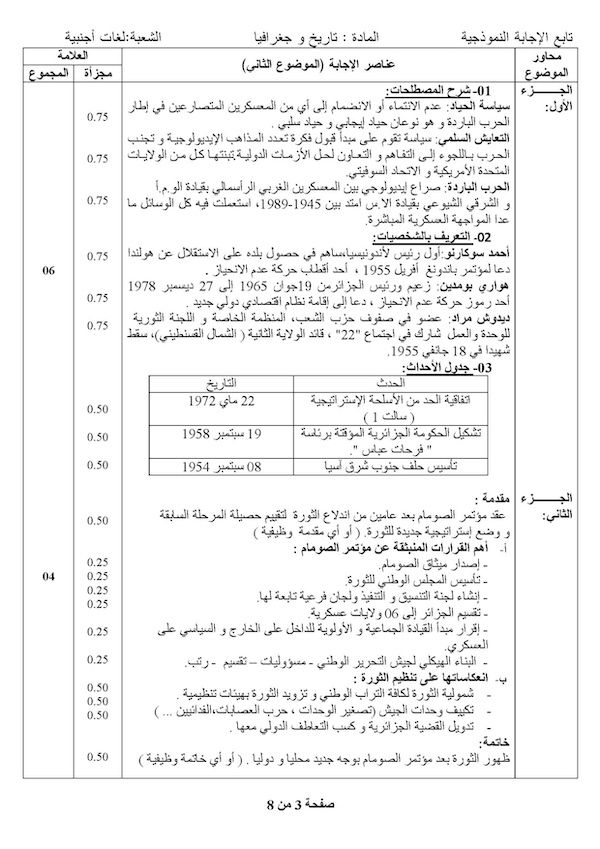 تابع الإجابة النموذجية المادة : تاريخ و جغرافيا الشعبة:لغات أجنبية
محاور الموضوع عناصر الإجابة (الموضوع الثاني) العلامة
مجزأة المجموع
الجـــــزء الأول:
01- شرح المصطلحات:
سياسة الحياد: عدم الانتماء أو الانضمام إلى أي من المعسكرين المتصارعين في إطار
الحرب الباردة و هو نوعان حياد إيجابي و حياد سلبي .
0.75
التعايش السلمي: سياسة تقوم على مبدأ قبول فكرة تعدد المذاهب الإيديولوجية و تجنب
الحرب باللجوء إلى التفاهم و التعاون لحل الأزمات الدولية.تبنتها كل من الولايات
المتحدة الأمريكية و الاتحاد السوفيتي.
0.75
الحرب الباردة: صراع إيديولوجي بين المعسكرين الغربي الرأسمالي بقيادة الو.م.أ
و الشرقي الشيوعي بقيادة الا.س امتد بين 1945-1989، استعملت فيه كل الوسائل ما
عدا المواجهة العسكرية المباشرة.
0.75
02- التعريف بالشخصيات:
أحمد سوكارنو:أول رئيس لأندونيسيا،ساهم في حصول بلده على الاستقلال عن هولندا
دعا لمؤتمر باندونغ أفريل 1955 ، أحد أقطاب حركة عدم الانحياز .
0.75
06
هواري بومدين: زعيم ورئيس الجزائرمن 19جوان 1965 إلى 27 ديسمبر 1978
أحد رموز حركة عدم الانحياز ، دعا إلى إقامة نظام اقتصادي دولي جديد .
0.75
ديدوش مراد: عضو في صفوف حزب الشعب، المنظمة الخاصة و اللجنة الثورية
للوحدة والعمل شارك في اجتماع "22" ، قائد الولاية الثانية ( الشمال القسنطيني)، سقط
شهيدا في 18 جانفي 1955.
0.75
03- جدول الأحداث:
الحدث التاريخ
اتفاقية الحد من الأسلحة الإستراتيجية 22 ماي 1972
( سالت 1 )
0.50
تشكيل الحكومة الجزائرية المؤقتة برئاسة 19 سبتمبر 1958
" فرحات عباس ".
0.50
تأسيس حلف جنوب شرق آسيا 08 سبتمبر 1954
0.50
الجـــــزء الثاني:
مقدمة :
عقد مؤتمر الصومام بعد عامين من اندلاع الثورة لتقييم حصيلة المرحلة السابقة
و وضع إستراتيجية جديدة للثورة. ( أو أي مقدمة وظيفية )
0.50
أ- أهم القرارات المنبثقة عن مؤتمر الصومام :
- إصدار ميثاق الصومام. 0.25
- تأسيس المجلس الوطني للثورة. 0.25
04
- إنشاء لجنة التنسيق و التنفيذ ولجان فرعية تابعة لها. 0.25
- تقسيم الجزائر إلى 06 ولايات عسكرية. 0.25
- إقرار مبدأ القيادة الجماعية و الأولوية للداخل على الخارج و السياسي على
العسكري.
0.25
- البناء الهيكلي لجيش التحرير الوطني - مسؤوليات – تقسيم - رتب. 0.25
ب- انعكاساتها على تنظيم الثورة :
- شمولية الثورة لكافة التراب الوطني و تزويد الثورة بهيئات تنظيمية . 0.50
- تكييف وحدات الجيش (تصغير الوحدات ، حرب العصابات،الفدائيين ... ) 0.50
- تدويل القضية الجزائرية و كسب التعاطف الدولي معها . 0.50
خاتمة:
ظهور الثورة بعد مؤتمر الصومام بوجه جديد محليا و دوليا . ( أو أي خاتمة وظيفية ) 0.50
صفحة 3 من 8